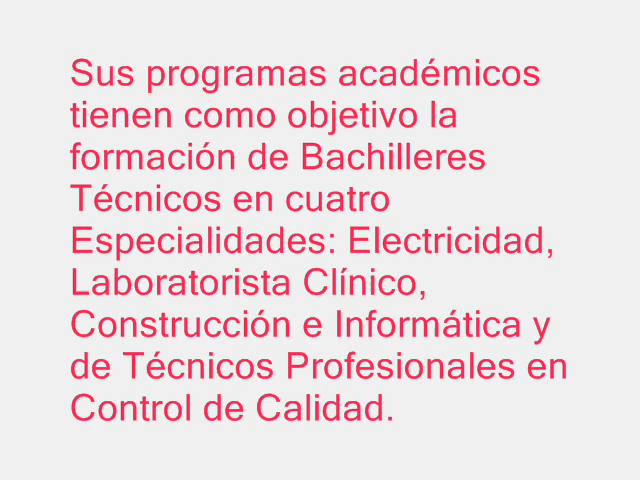 Sus programas académicos
tienen como objetivo la
formación de Bachilleres
Técnicos en cuatro
Especialidades: Electricidad,
Laboratorista Clínico,
Construcción e Informática y
de Técnicos Profesionales en
Control de Calidad.